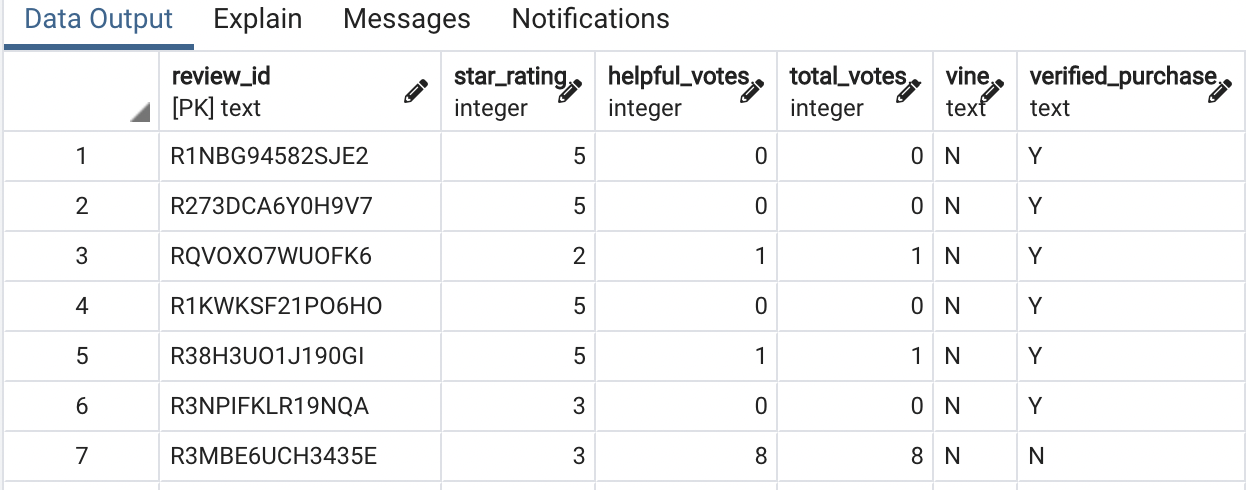 Data Output Explain Messages Notifications
review_id star_rating helpful_votes total_votes vine verified_purchase
[PK] text integer integer integer text text
1 R1NBG94582SJE2 5 0 0 N Y
2 R273DCA6Y0H9V7 5 0 0 N Y
3 RQVOXO7WUOFK6 2 1 1 N Y
4 R1KWKSF21PO6HO 5 0 0 N Y
5 R38H3UO1J190GI 5 1 1 N Y
6 R3NPIFKLR19NQA 3 0 0 N Y
7 R3MBE6UCH3435E 3 8 8 N N